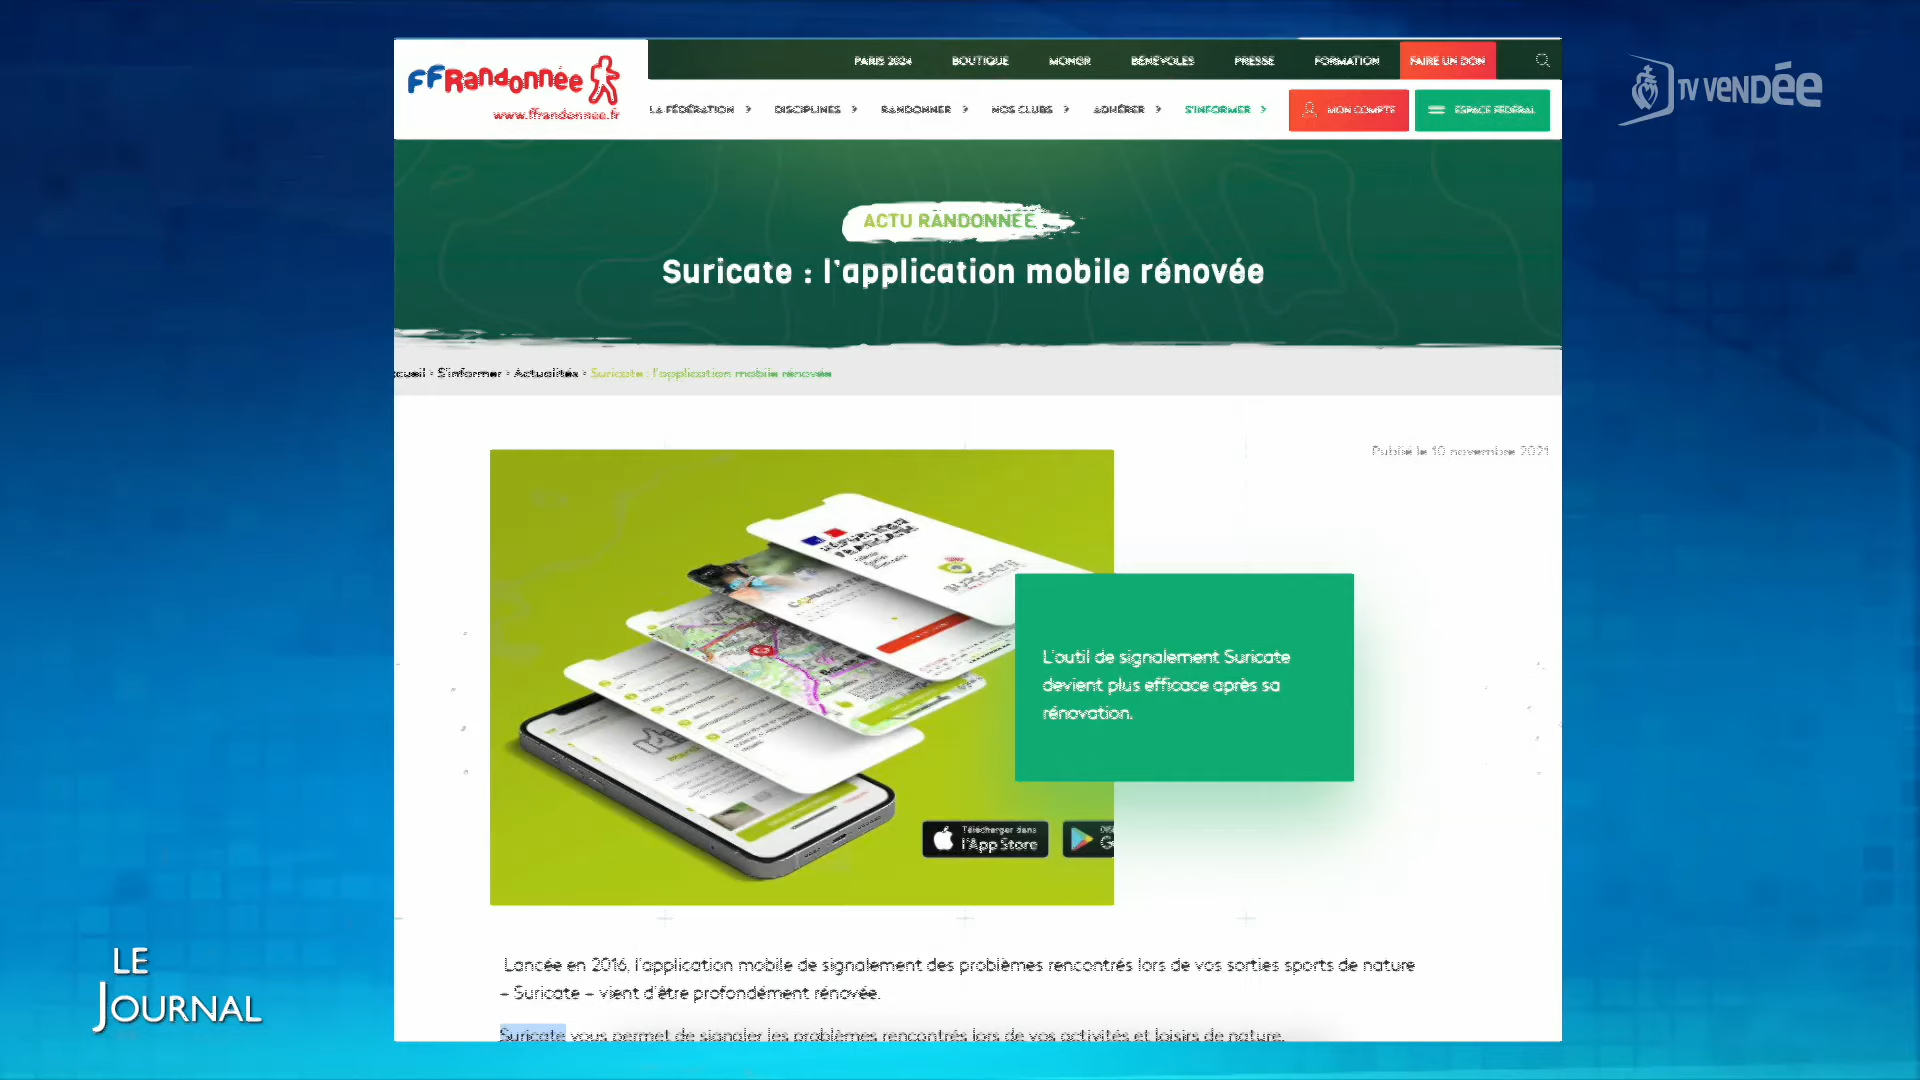 FFRandonnée
www.ffrandonnee.fr
PARIS 2024 BOUTIQUE MONGR BÉNÉVOLES PRESSE FORMATION FAIRE UN DON
LA FÉDÉRATION > DISCIPLINES > RANDONNER > NOS CLUBS > ADHÉRER > S'INFORMER > MON COMPTE ESPACE FÉDÉRAL
TV VENDÉE
ACTU RANDONNÉE
Suricate : l'application mobile rénovée
ccueil > S'informer > Actualités > Suricate : l'application mobile rénovée
Publié le 10 novembre 2021
RÉPUBLIQUE
FRANÇAISE
SURICATE
L'outil de signalement Suricate
devient plus efficace après sa
rénovation.
Télécharger dans
l'App Store
Lancée en 2016, l'application mobile de signalement des problèmes rencontrés lors de vos sorties sports de nature
– Suricate – vient d'être profondément rénovée.
Suricate vous permet de signaler les problèmes rencontrés lors de vos activités et loisirs de nature.
LE
JOURNAL